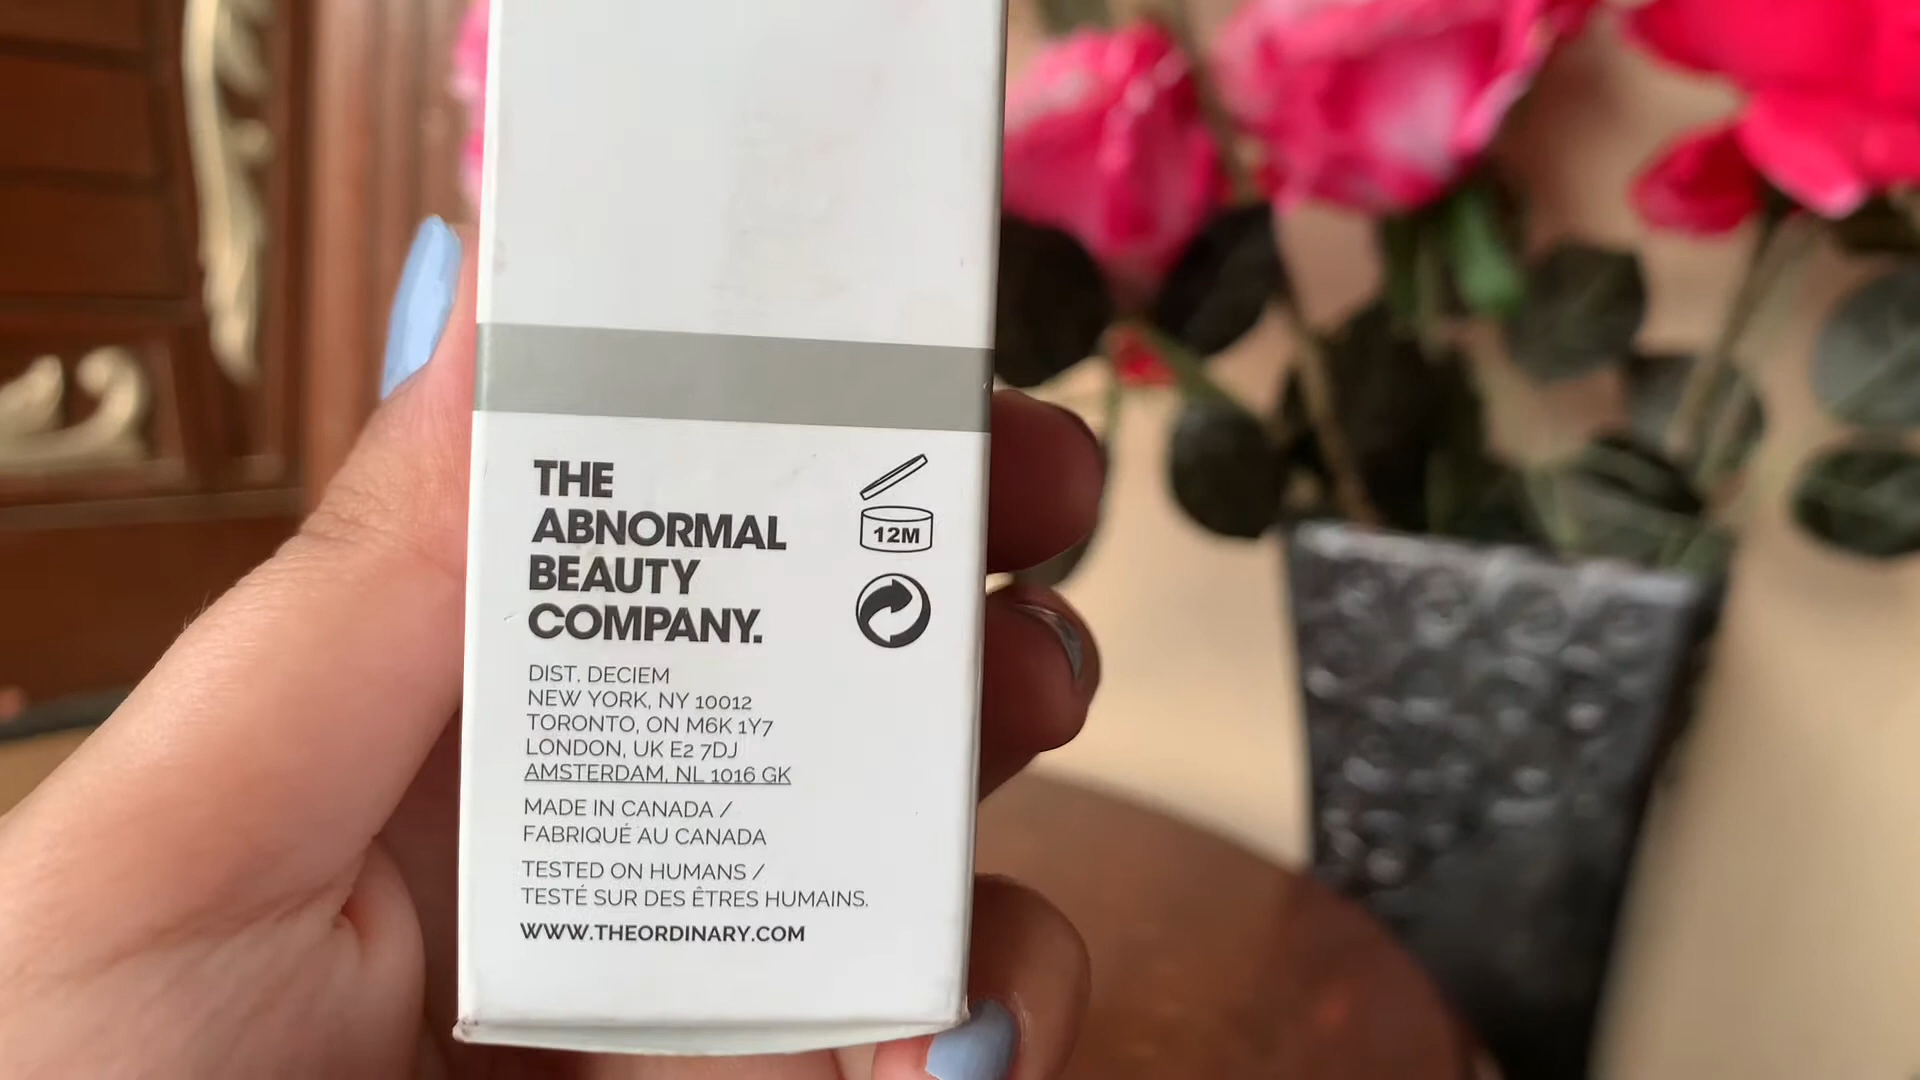 THE
ABNORMAL
BEAUTY
COMPANY.
12M
DIST. DECIEM
NEW YORK, NY 10012
TORONTO, ON M6K 1Y7
LONDON, UK E2 7DJ
AMSTERDAM, NL 1016 GK
MADE IN CANADA /
FABRIQUÉ AU CANADA
TESTED ON HUMANS /
TESTÉ SUR DES ÊTRES HUMAINS.
WWW.THEORDINARY.COM